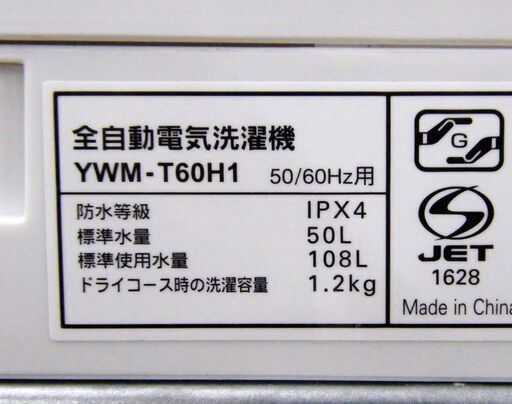 全自動電気洗濯機
YWM-T60H1 50/60Hz用
防水等級 IPX4
標準水量 50L
標準使用水量 108L
ドライコース時の洗濯容量 1.2kg
G
JET
1628
Made in China